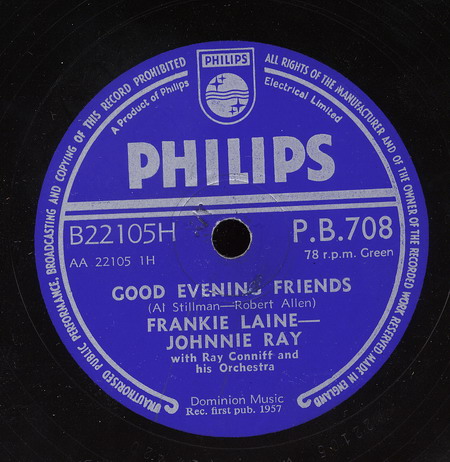 UNAUTHORISED PUBLIC PERFORMANCE, BROADCASTING AND COPYING OF THIS RECORD PROHIBITED
ALL RIGHTS OF THE MANUFACTURER AND OF THE OWNER OF THE RECORDED WORK RESERVED. MADE IN ENGLAND
A Product of Philips
Electrical Limited
PHILIPS
PHILIPS
B22105H
P.B.708
AA 22105 1H
78 r.p.m. Green
GOOD EVENING FRIENDS
(Al Stillman—Robert Allen)
FRANKIE LAINE—
JOHNNIE RAY
with Ray Conniff and
his Orchestra
Dominion Music
Rec. first pub. 1957